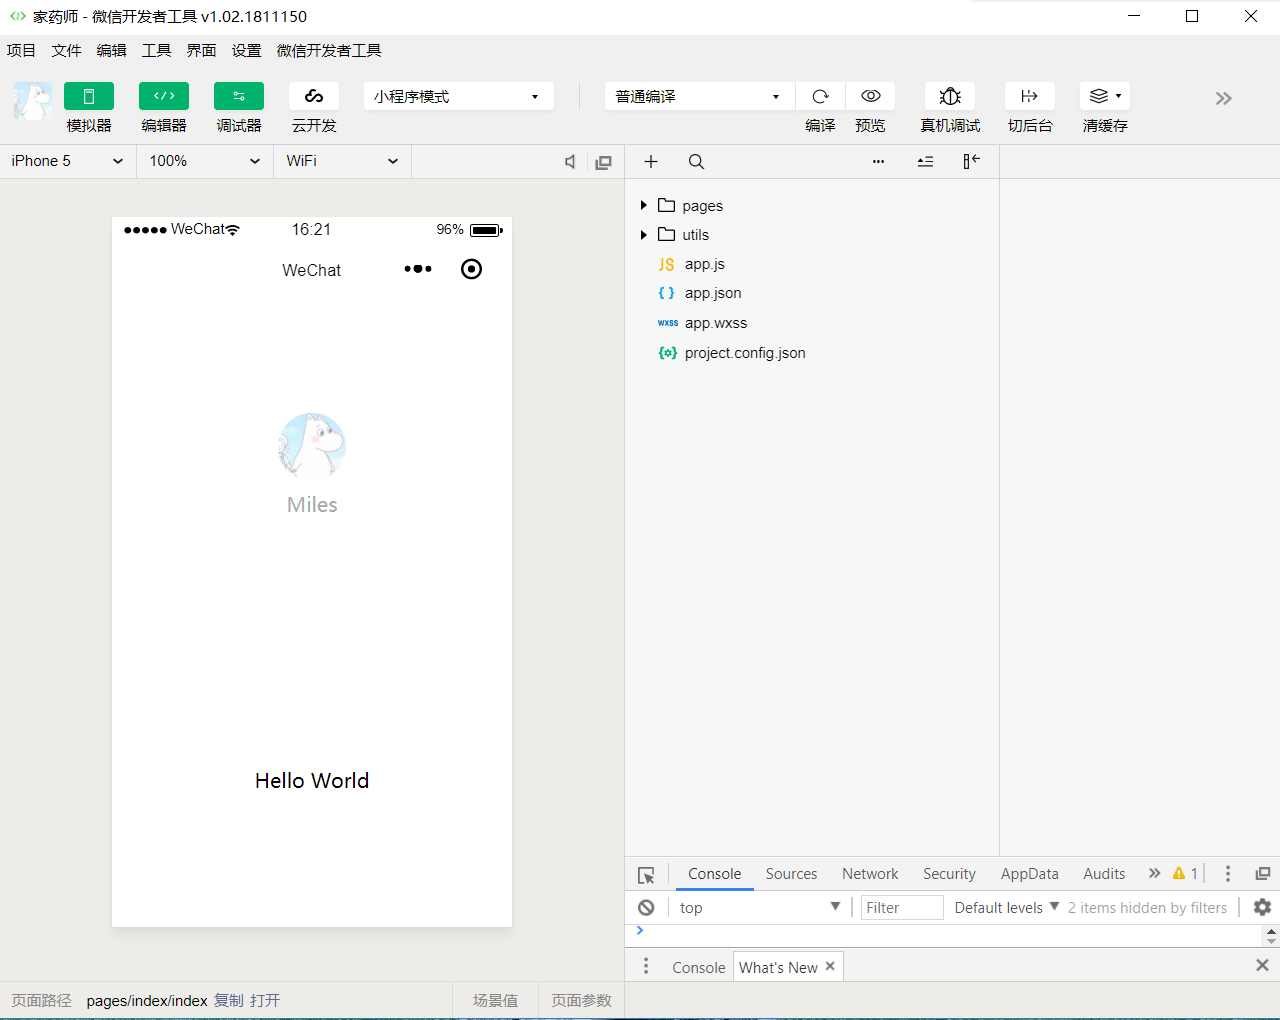 家药师 - 微信开发者工具 v1.02.1811150
项目 文件 编辑 工具 界面 设置 微信开发者工具
小程序模式 普通编译
模拟器 编辑器 调试器 云开发 编译 预览 真机调试 切后台 清缓存
iPhone 5 100% WiFi
WeChat 16:21 96%
WeChat
Miles
Hello World
pages
utils
JS app.js
{ } app.json
wxss app.wxss
project.config.json
Console Sources Network Security AppData Audits 1
top Filter Default levels 2 items hidden by filters
Console What's New
页面路径 pages/index/index 复制 打开 场景值 页面参数